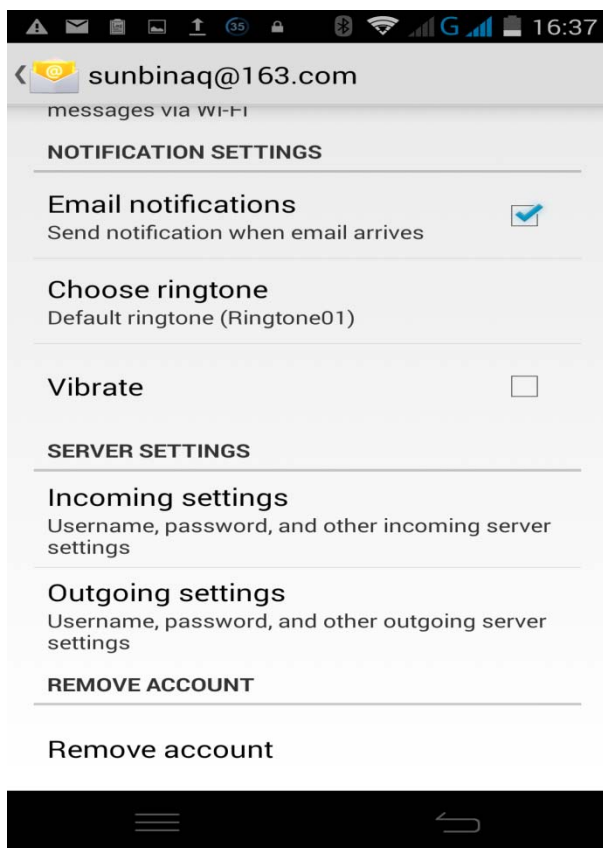 35
G
16:37
sunbinaq@163.com
messages via Wi-Fi
NOTIFICATION SETTINGS
Email notifications
Send notification when email arrives
Choose ringtone
Default ringtone (Ringtone01)
Vibrate
SERVER SETTINGS
Incoming settings
Username, password, and other incoming server
settings
Outgoing settings
Username, password, and other outgoing server
settings
REMOVE ACCOUNT
Remove account